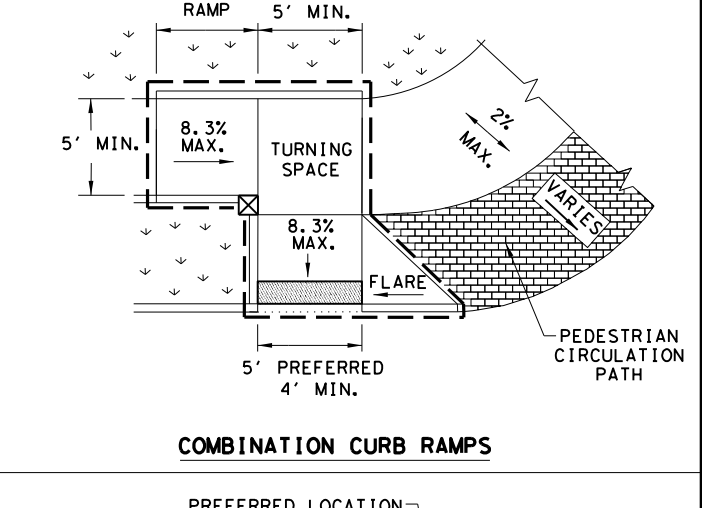 RAMP
5' MIN.
5' MIN.
8.3%
MAX.
TURNING
SPACE
2%
MAX.
VARIES
8.3%
MAX.
FLARE
PEDESTRIAN
CIRCULATION
PATH
5' PREFERRED
4' MIN.
COMBINATION CURB RAMPS
PREFERRED LOCATION